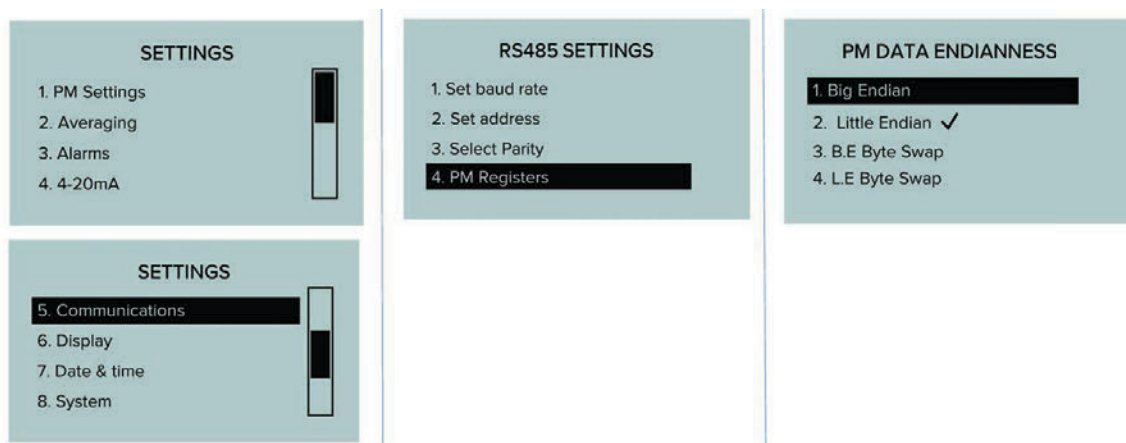 SETTINGS
1. PM Settings
2. Averaging
3. Alarms
4. 4-20mA
SETTINGS
5. Communications
6. Display
7. Date & time
8. System
RS485 SETTINGS
1. Set baud rate
2. Set address
3. Select Parity
4. PM Registers
PM DATA ENDIANNESS
1. Big Endian
2. Little Endian ✓
3. B.E Byte Swap
4. L.E Byte Swap